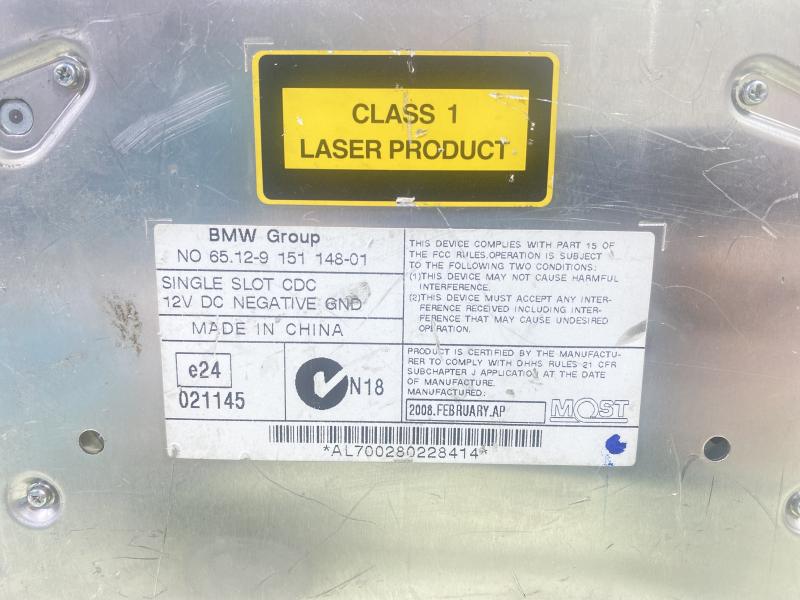 CLASS 1
LASER PRODUCT
BMW Group
NO 65.12-9 151 148-01
SINGLE SLOT CDC
12V DC NEGATIVE GND
MADE IN CHINA
e24
021145
N18
THIS DEVICE COMPLIES WITH PART 15 OF
THE FCC RULES.OPERATION IS SUBJECT
TO THE FOLLOWING TWO CONDITIONS:
(1)THIS DEVICE MAY NOT CAUSE HARMFUL
INTERFERENCE.
(2)THIS DEVICE MUST ACCEPT ANY INTER-
FERENCE RECEIVED INCLUDING INTER-
FERENCE THAT MAY CAUSE UNDESIRED
OPERATION.
PRODUCT IS CERTIFIED BY THE MANUFACTU-
RER TO COMPLY WITH DHHS RULES 21 CFR
SUBCHAPTER J APPLICATION AT THE DATE
OF MANUFACTURE.
MANUFACTURED:
2008.FEBRUARY.AP
MOST
*AL700280228414*